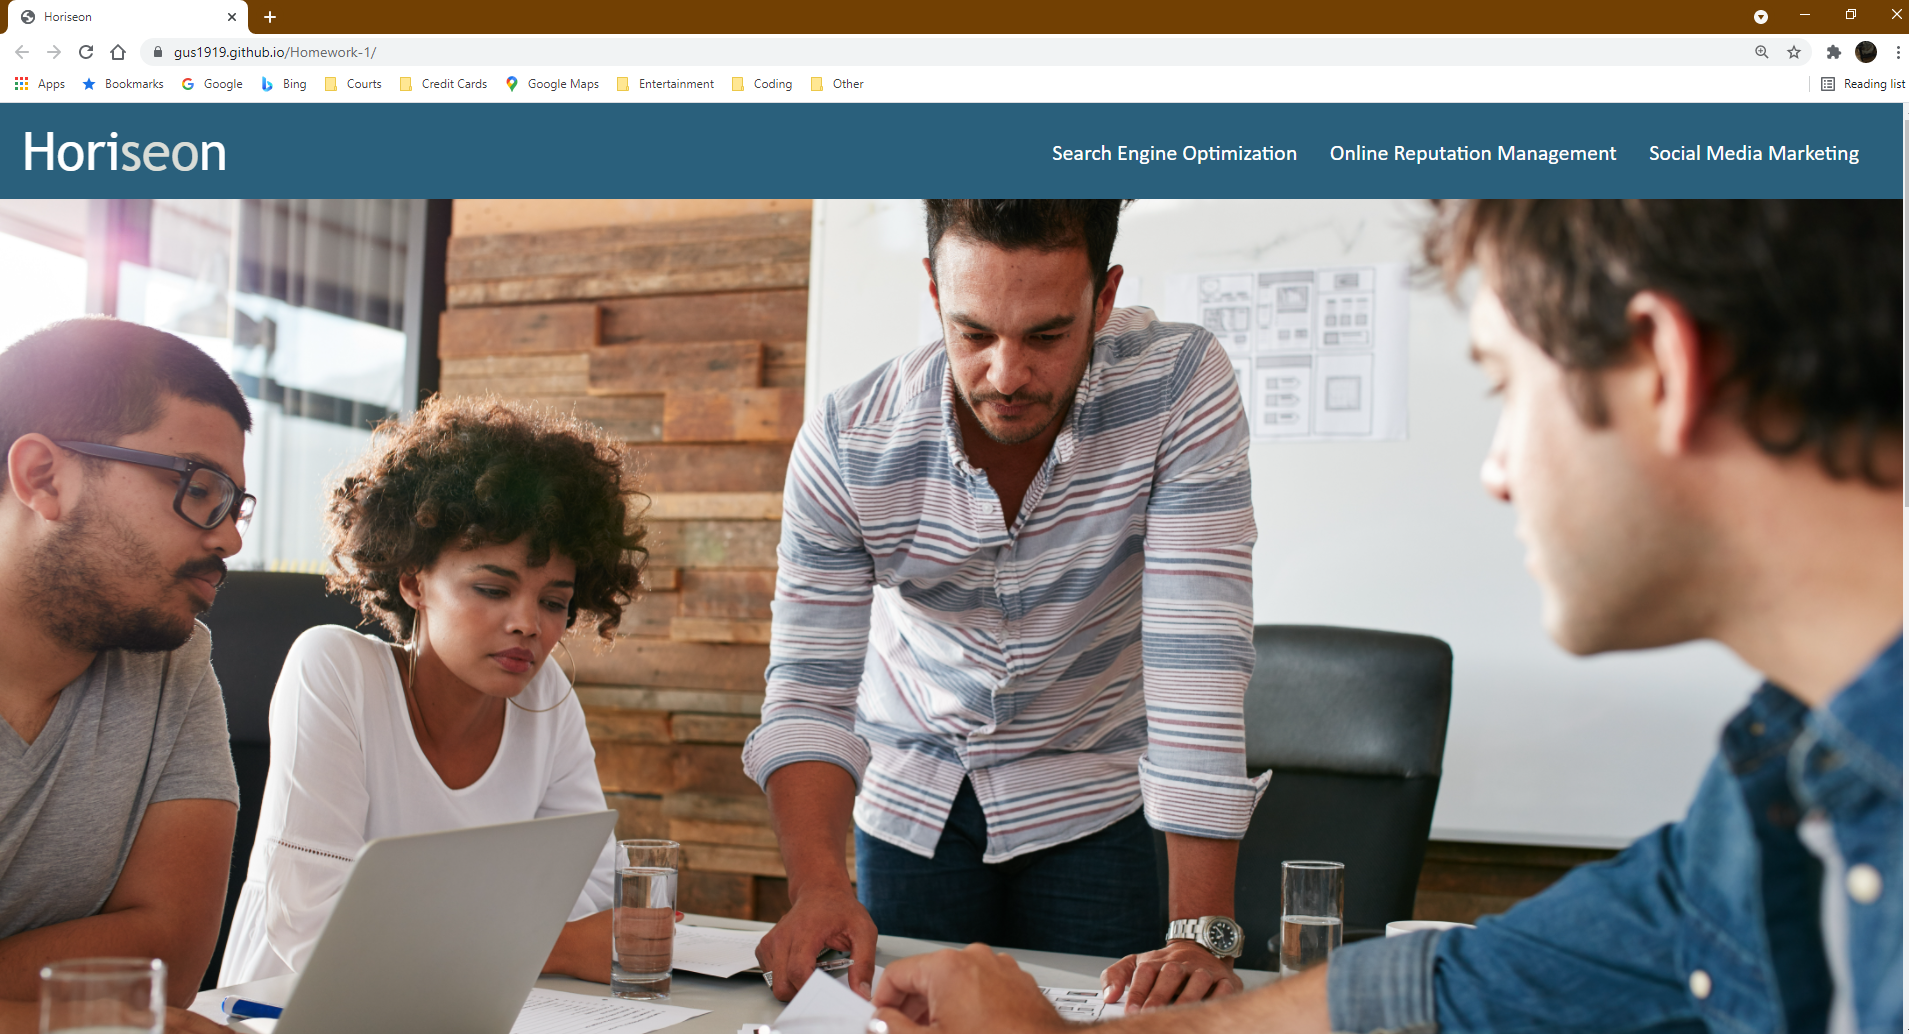 Horiseon
gus1919.github.io/Homework-1/
Apps Bookmarks Google Bing Courts Credit Cards Google Maps Entertainment Coding Other Reading list
Horiseon Search Engine Optimization Online Reputation Management Social Media Marketing